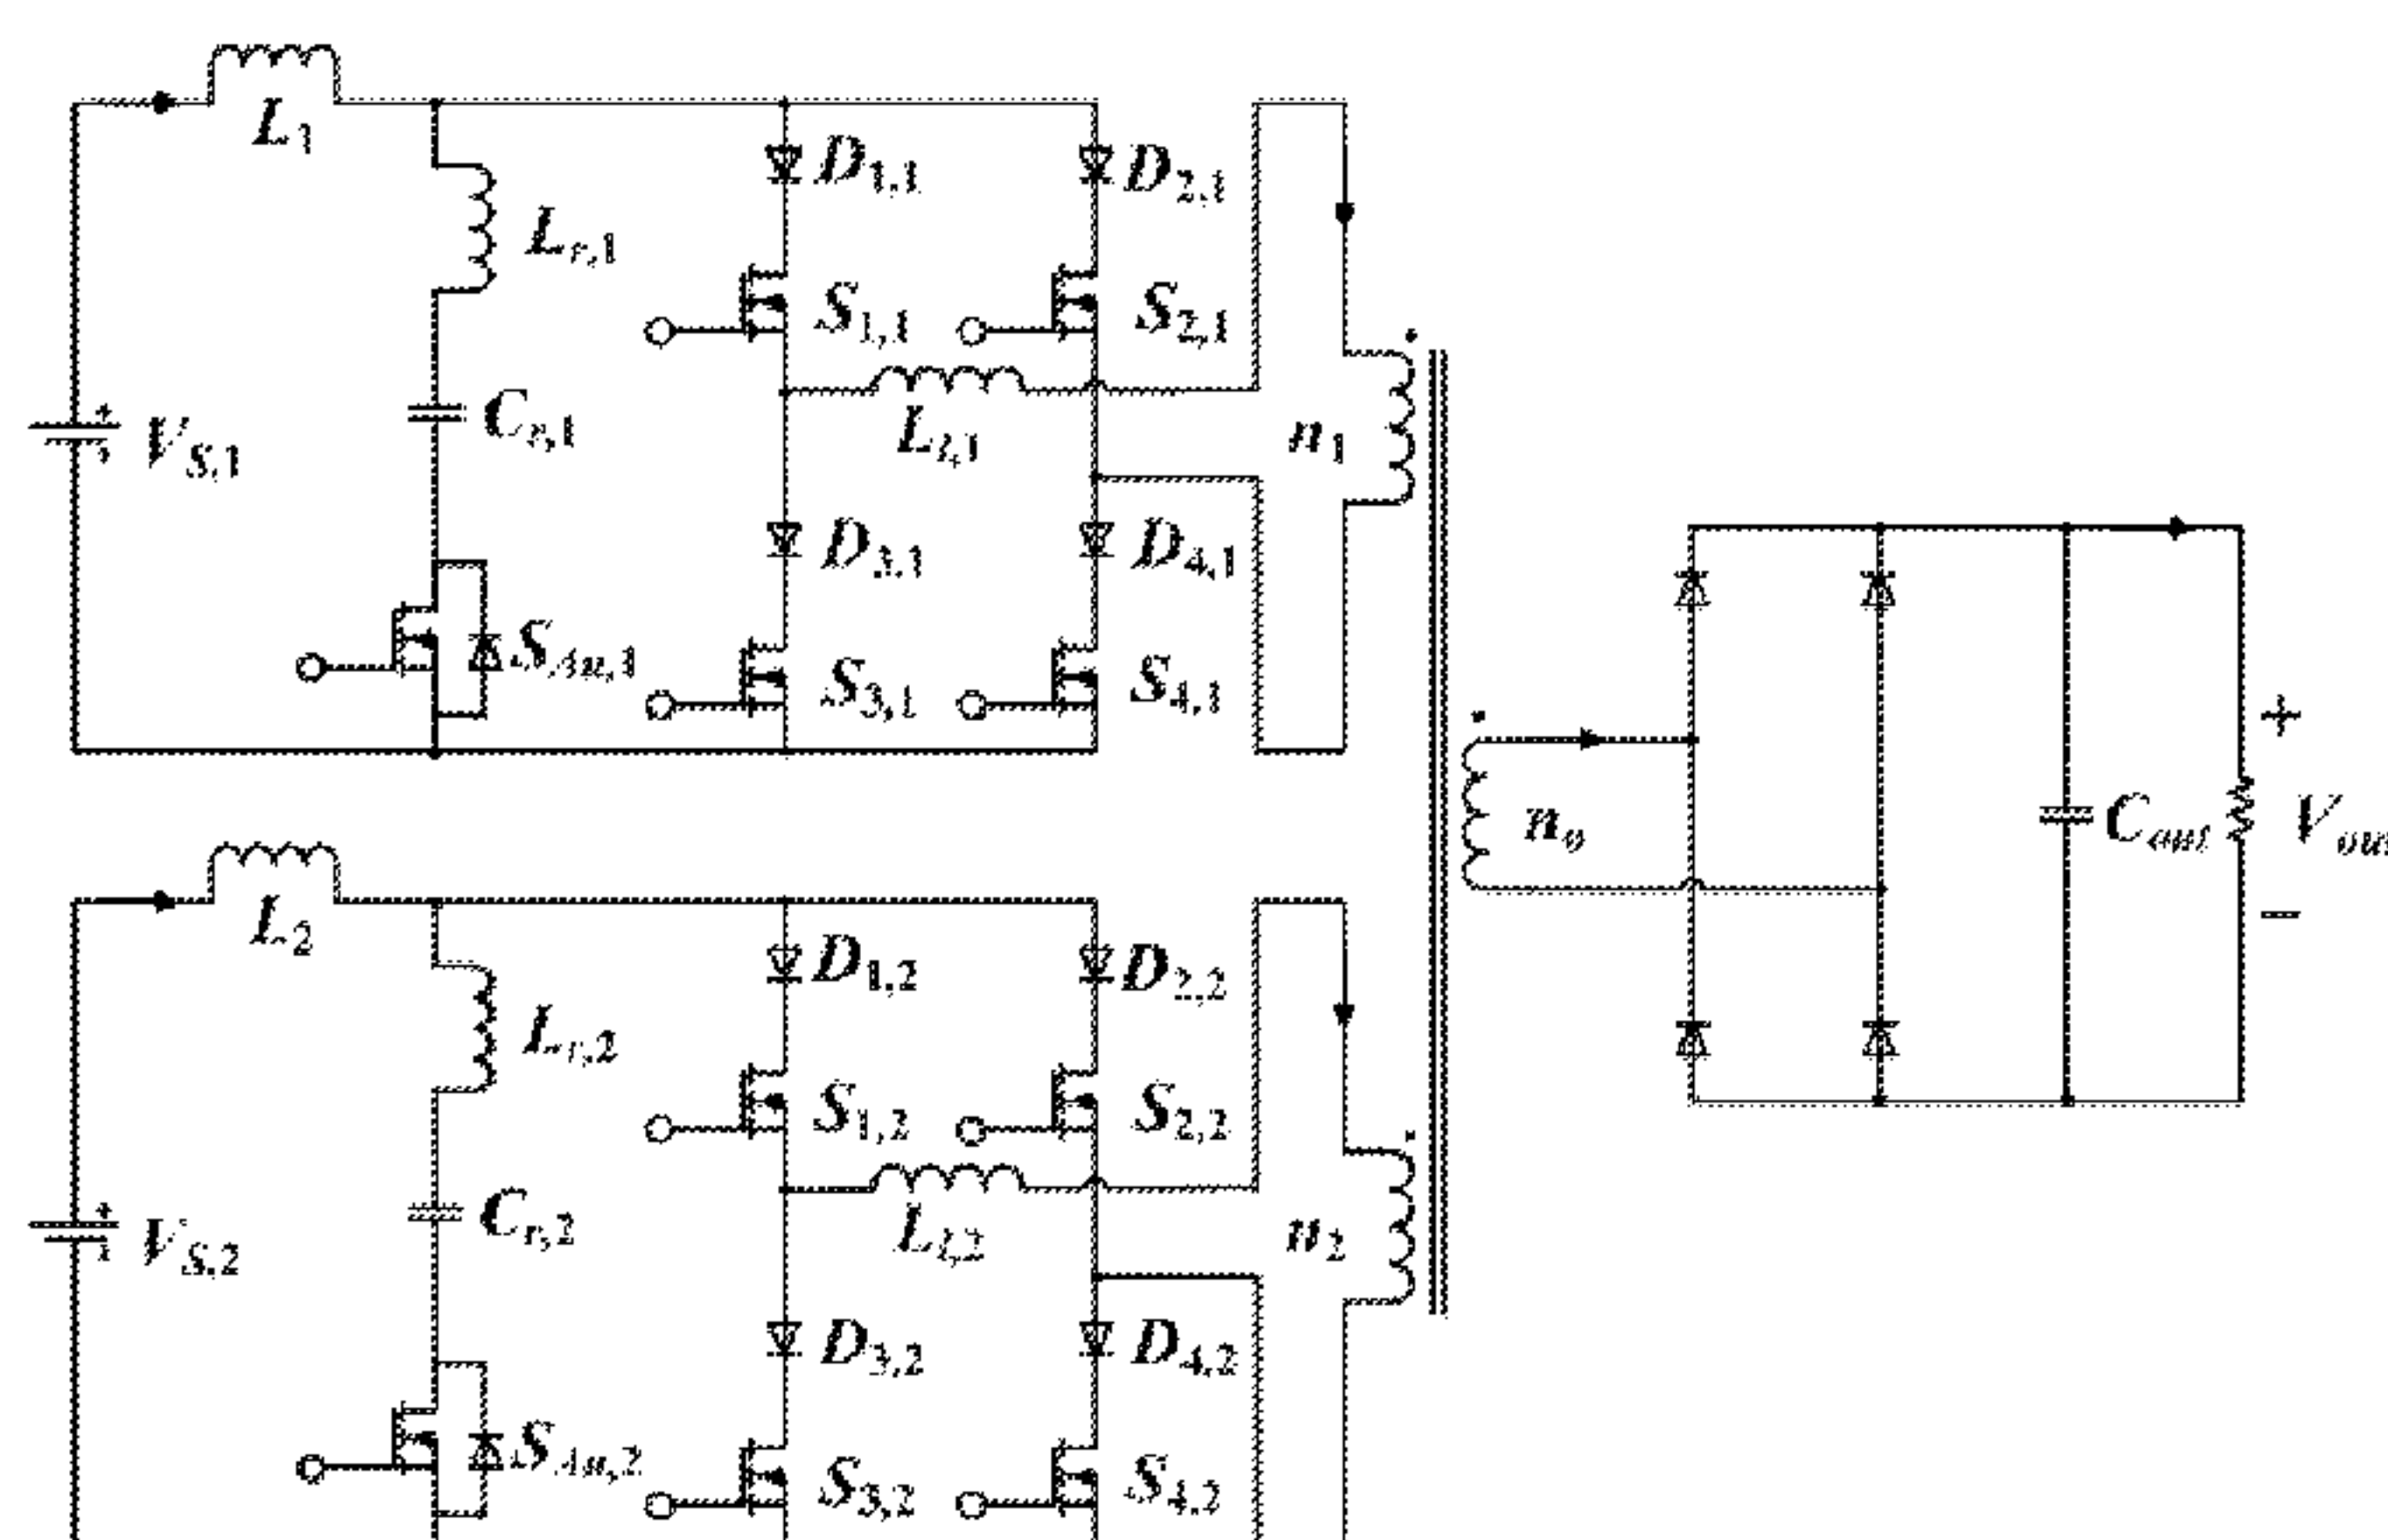 L1
D1,1
D2,1
Lr,1
S1,1
S2,1
Cr,1
Ll,1
n1
VS,1
D3,1
D4,1
SAu,1
S3,1
S4,1
+
no
Cout
Vout
−
L2
D1,2
D2,2
Lr,2
S1,2
S2,2
Cr,2
Ll,2
n2
VS,2
D3,2
D4,2
SAu,2
S3,2
S4,2